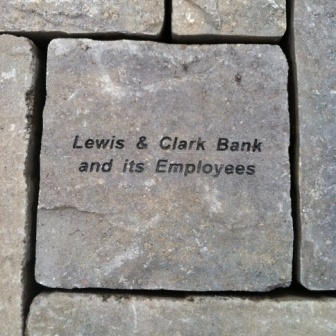 Lewis & Clark Bank
and its Employees